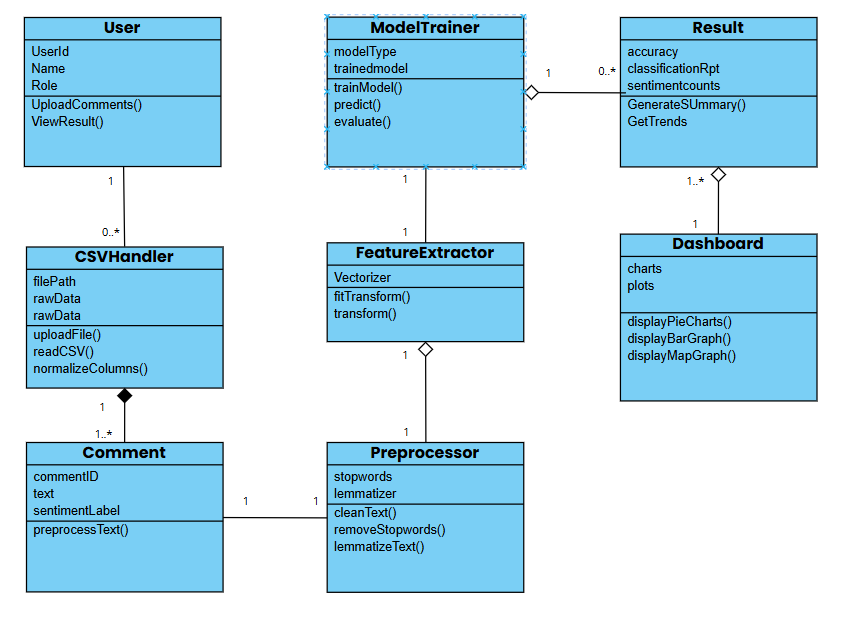 User
UserId
Name
Role
UploadComments()
ViewResult()
ModelTrainer
modelType
trainedmodel
trainModel()
predict()
evaluate()
1
0..*
Result
accuracy
classificationRpt
sentimentcounts
GenerateSUmmary()
GetTrends
1
0..*
1
1
1..*
1
CSVHandler
filePath
rawData
rawData
uploadFile()
readCSV()
normalizeColumns()
FeatureExtractor
Vectorizer
fitTransform()
transform()
Dashboard
charts
plots
displayPieCharts()
displayBarGraph()
displayMapGraph()
1
1..*
1
1
Comment
commentID
text
sentimentLabel
preprocessText()
1
1
Preprocessor
stopwords
lemmatizer
cleanText()
removeStopwords()
lemmatizeText()